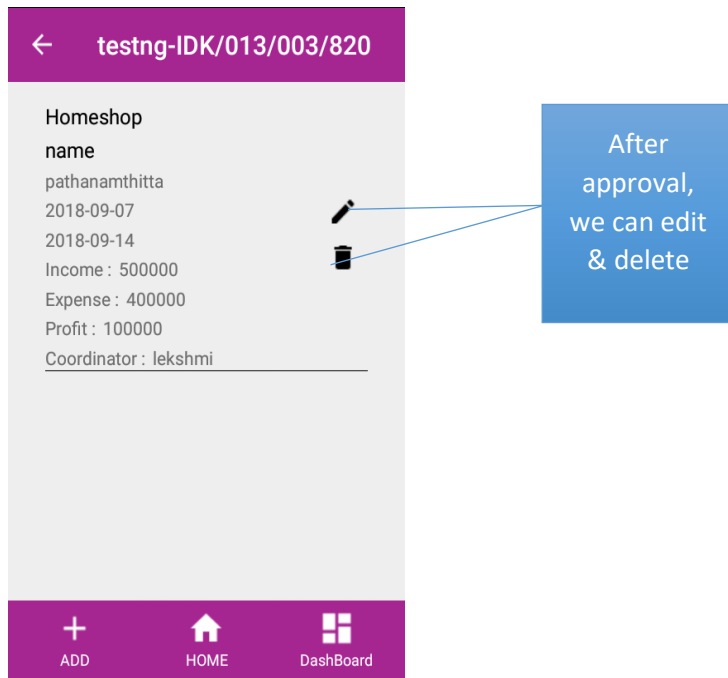 testng-IDK/013/003/820
Homeshop
name
pathanamthitta
2018-09-07
2018-09-14
Income : 500000
Expense : 400000
Profit : 100000
Coordinator : lekshmi
After
approval,
we can edit
& delete
ADD
HOME
DashBoard